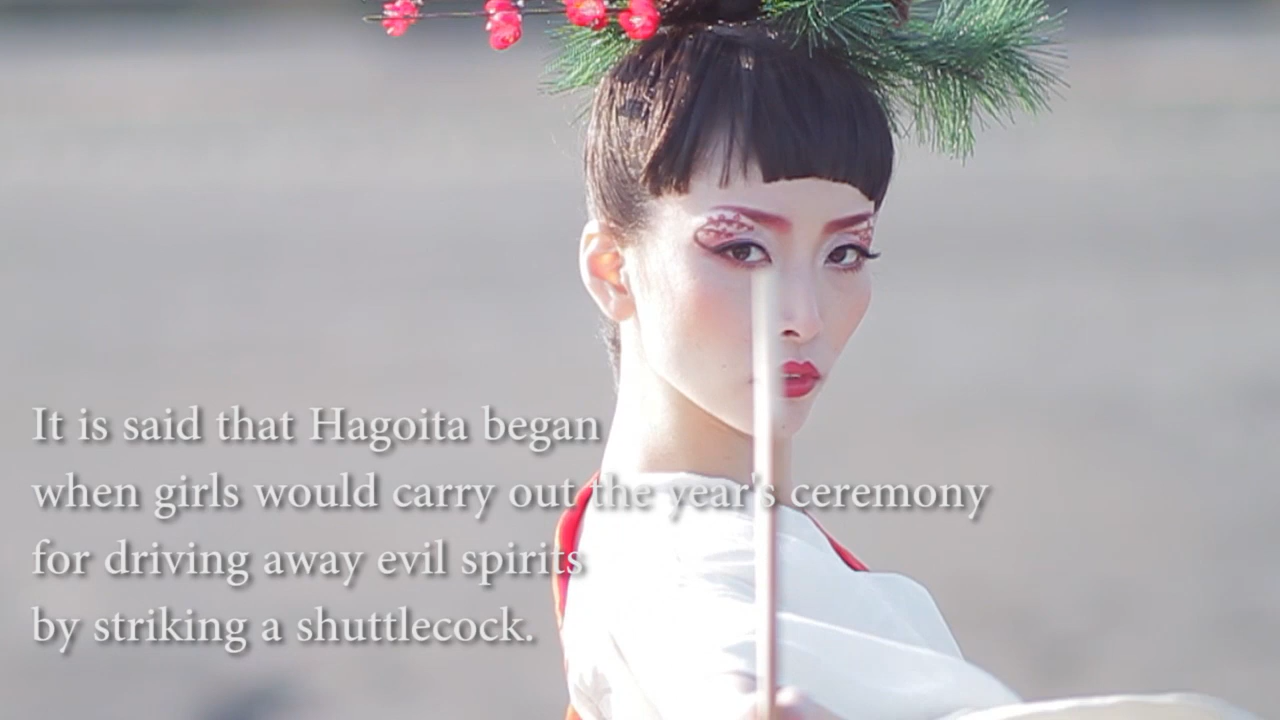 It is said that Hagoita began
when girls would carry out the year's ceremony
for driving away evil spirits
by striking a shuttlecock.